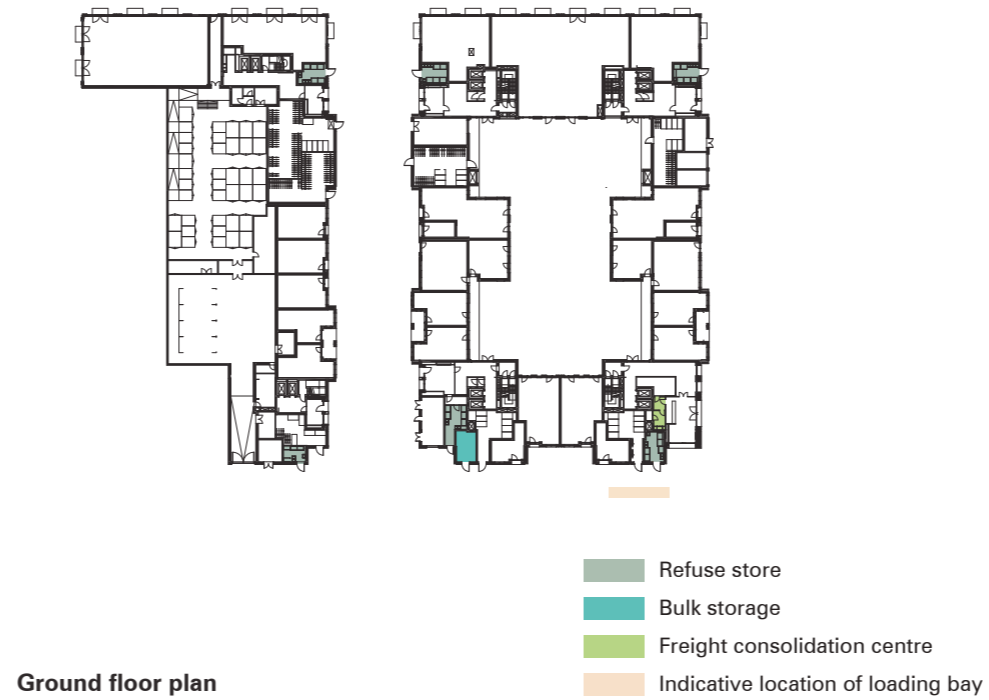 Refuse store
Bulk storage
Freight consolidation centre
Indicative location of loading bay
Ground floor plan